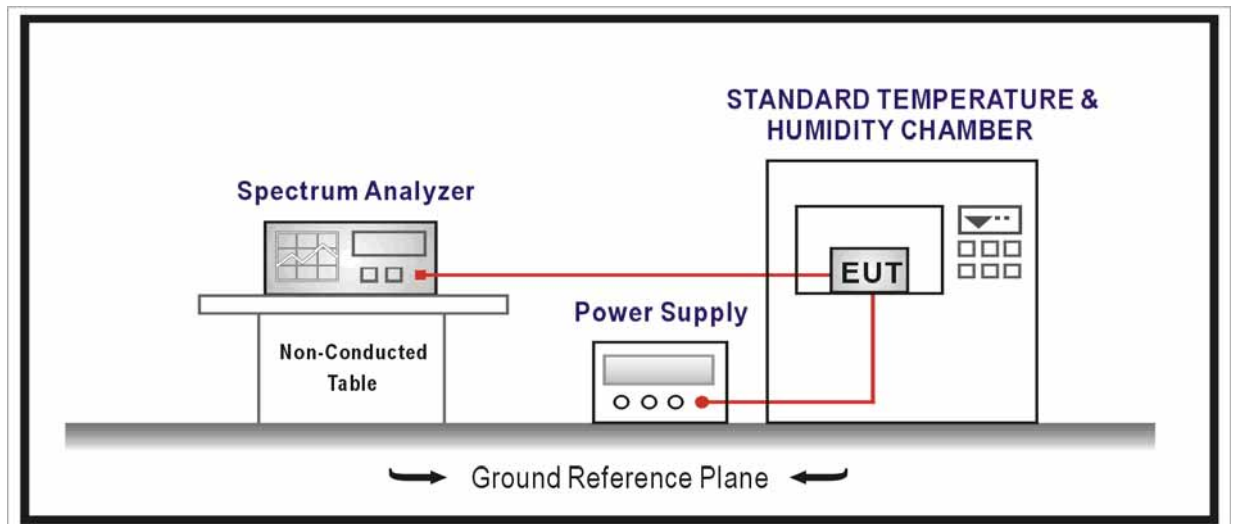 STANDARD TEMPERATURE &
HUMIDITY CHAMBER
Spectrum Analyzer
EUT
Power Supply
Non-Conducted
Table
Ground Reference Plane